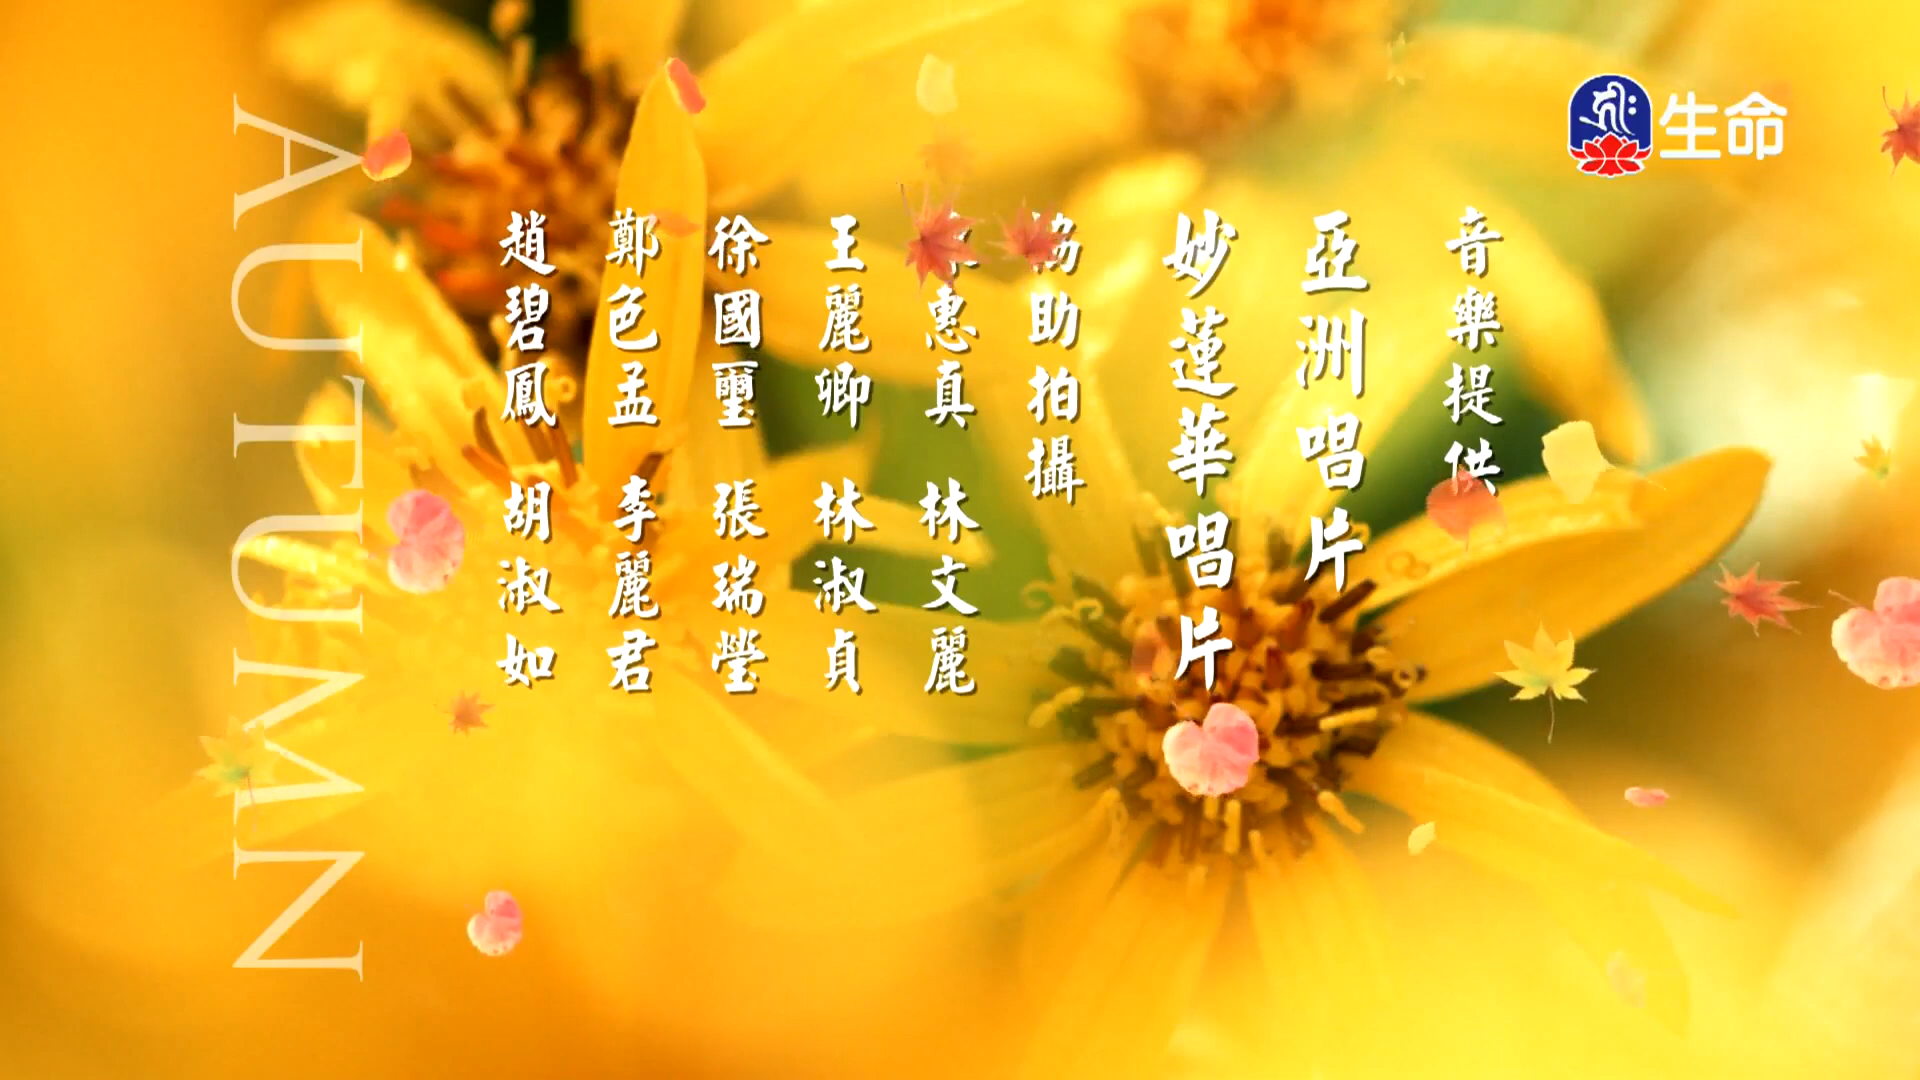 生命
音樂提供
亞洲唱片
妙蓮華唱片
協助拍攝
惠真 林文麗
王麗卿 林淑貞
徐國璽 張瑞瑩
鄭色孟 李麗君
趙碧鳳 胡淑如
AUTUMN